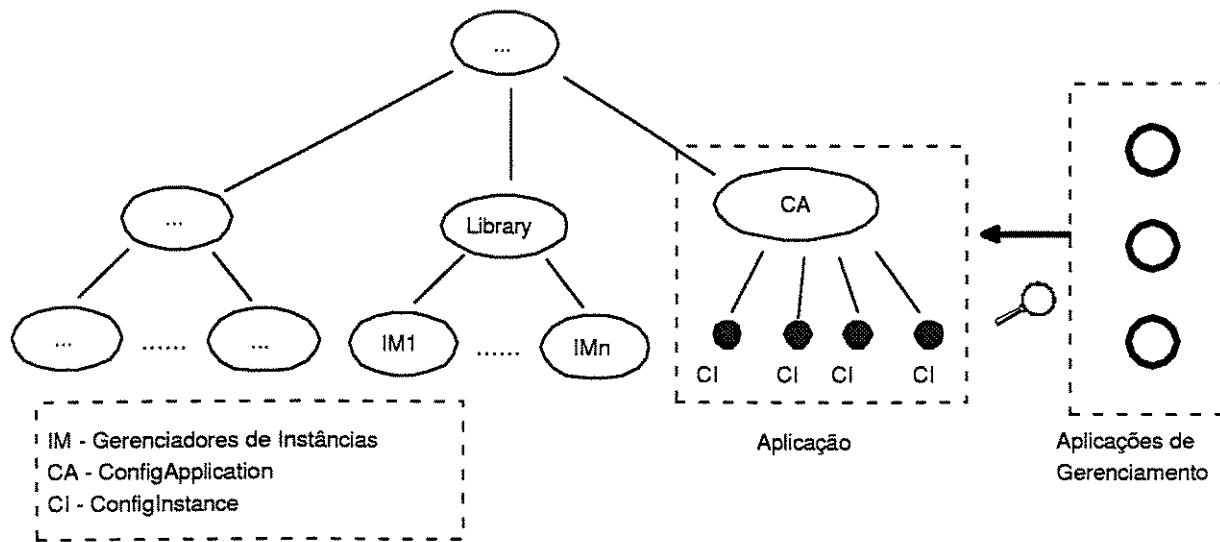 ...
...
Library
CA
...
......
...
IM1
......
IMn
CI
CI
CI
CI
IM - Gerenciadores de Instâncias
CA - ConfigApplication
CI - ConfigInstance
Aplicação
Aplicações de
Gerenciamento